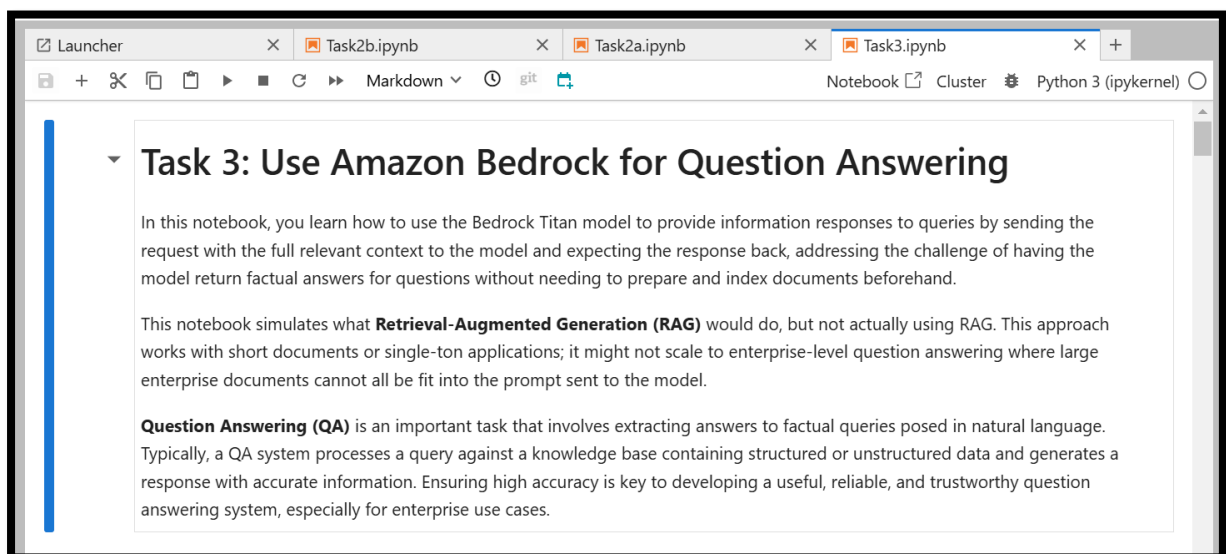 Launcher
Task2b.ipynb
Task2a.ipynb
Task3.ipynb
Markdown
git
Notebook
Cluster
Python 3 (ipykernel)
Task 3: Use Amazon Bedrock for Question Answering
In this notebook, you learn how to use the Bedrock Titan model to provide information responses to queries by sending the
request with the full relevant context to the model and expecting the response back, addressing the challenge of having the
model return factual answers for questions without needing to prepare and index documents beforehand.
This notebook simulates what Retrieval-Augmented Generation (RAG) would do, but not actually using RAG. This approach
works with short documents or single-ton applications; it might not scale to enterprise-level question answering where large
enterprise documents cannot all be fit into the prompt sent to the model.
Question Answering (QA) is an important task that involves extracting answers to factual queries posed in natural language.
Typically, a QA system processes a query against a knowledge base containing structured or unstructured data and generates a
response with accurate information. Ensuring high accuracy is key to developing a useful, reliable, and trustworthy question
answering system, especially for enterprise use cases.